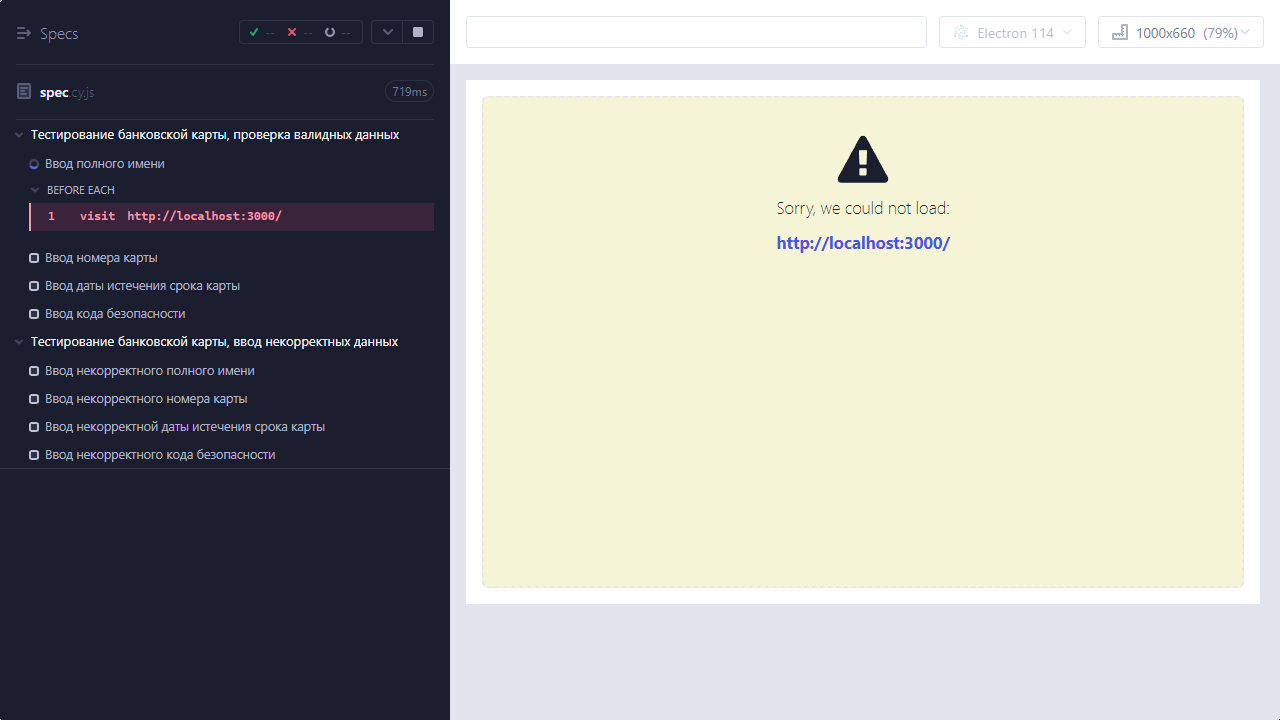 Specs
-- -- --
spec.cy.js
719ms
Тестирование банковской карты, проверка валидных данных
Ввод полного имени
BEFORE EACH
1 visit http://localhost:3000/
Ввод номера карты
Ввод даты истечения срока карты
Ввод кода безопасности
Тестирование банковской карты, ввод некорректных данных
Ввод некорректного полного имени
Ввод некорректного номера карты
Ввод некорректной даты истечения срока карты
Ввод некорректного кода безопасности
Electron 114
1000x660 (79%)
Sorry, we could not load:
http://localhost:3000/